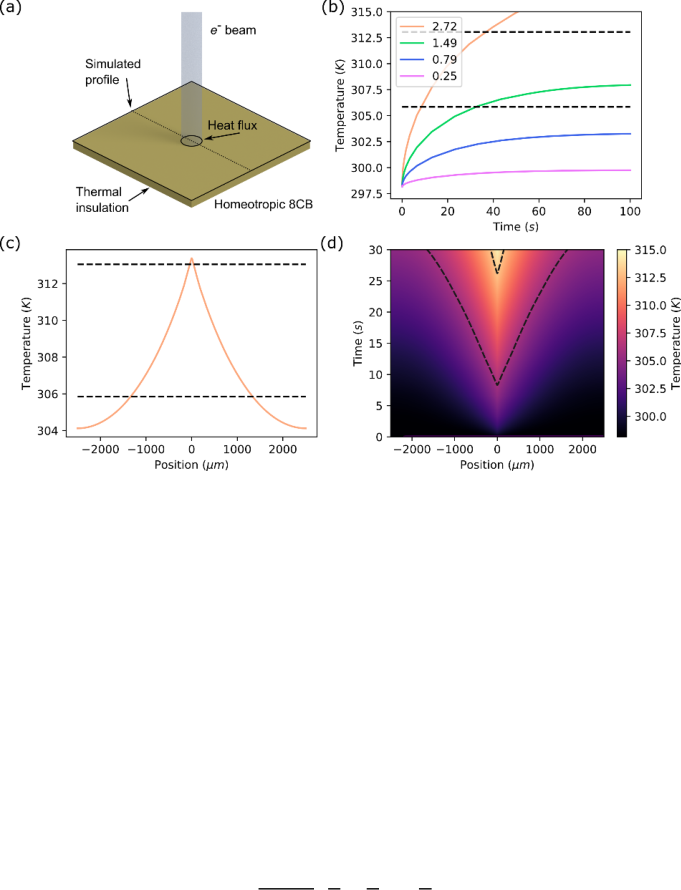 (a)
e⁻ beam
Simulated
profile
Heat flux
Thermal
insulation
Homeotropic 8CB
(b)
315.0
312.5
310.0
307.5
305.0
302.5
300.0
297.5
Temperature (K)
2.72
1.49
0.79
0.25
0 20 40 60 80 100
Time (s)
(c)
312
310
308
306
304
Temperature (K)
−2000 −1000 0 1000 2000
Position (μm)
(d)
30
25
20
15
10
5
0
Time (s)
−2000 −1000 0 1000 2000
Position (μm)
315.0
312.5
310.0
307.5
305.0
302.5
300.0
Temperature (K)